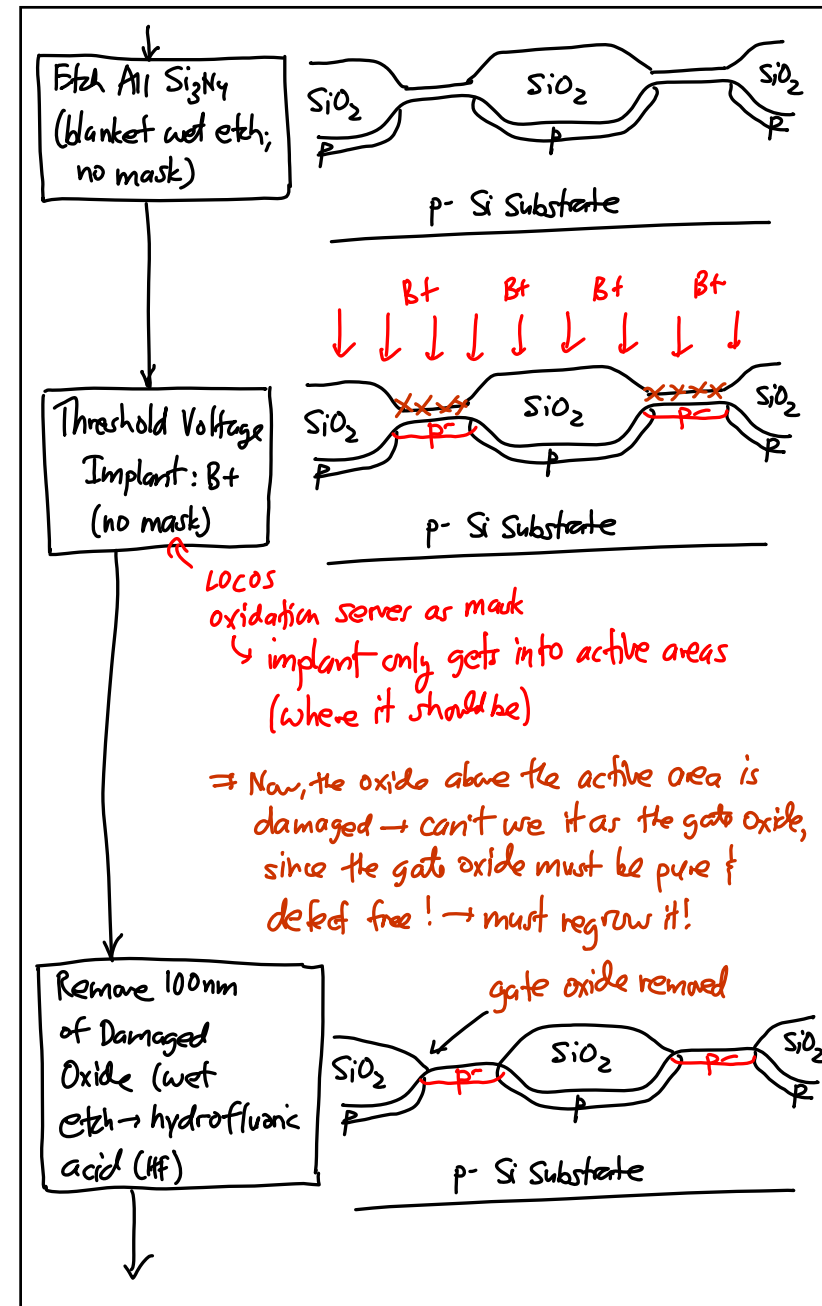 Etch All Si3N4
(blanket wet etch;
no mask)
SiO2
SiO2
SiO2
P
P
P
p- Si Substrate
B+
B+
B+
B+
Threshold Voltage
Implant: B+
(no mask)
x x x x
x x x x
SiO2
SiO2
SiO2
p-
p-
P
P
P
p- Si Substrate
LOCOS
oxidation serves as mask
↳ implant only gets into active areas
(where it should be)
⇒ Now, the oxide above the active area is
damaged → can't use it as the gate oxide,
since the gate oxide must be pure &
defect free! → must regrow it!
Remove 100nm
of Damaged
Oxide (wet
etch → hydrofluoric
acid (HF)
gate oxide removed
SiO2
SiO2
SiO2
p-
p-
P
P
P
p- Si Substrate